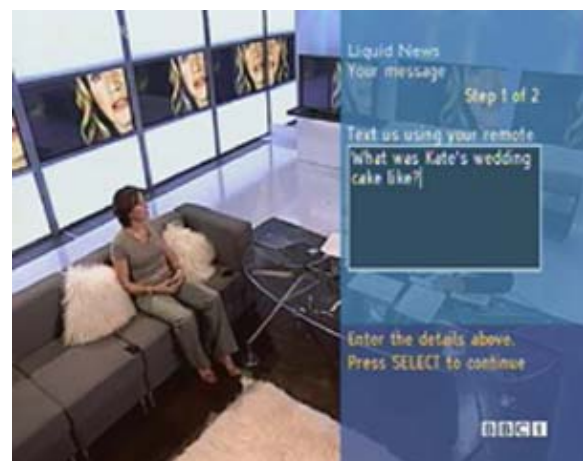 Liquid News
Your message
Step 1 of 2
Text us using your remote
What was Kate's wedding
cake like?
Enter the details above.
Press SELECT to continue
BBC 1